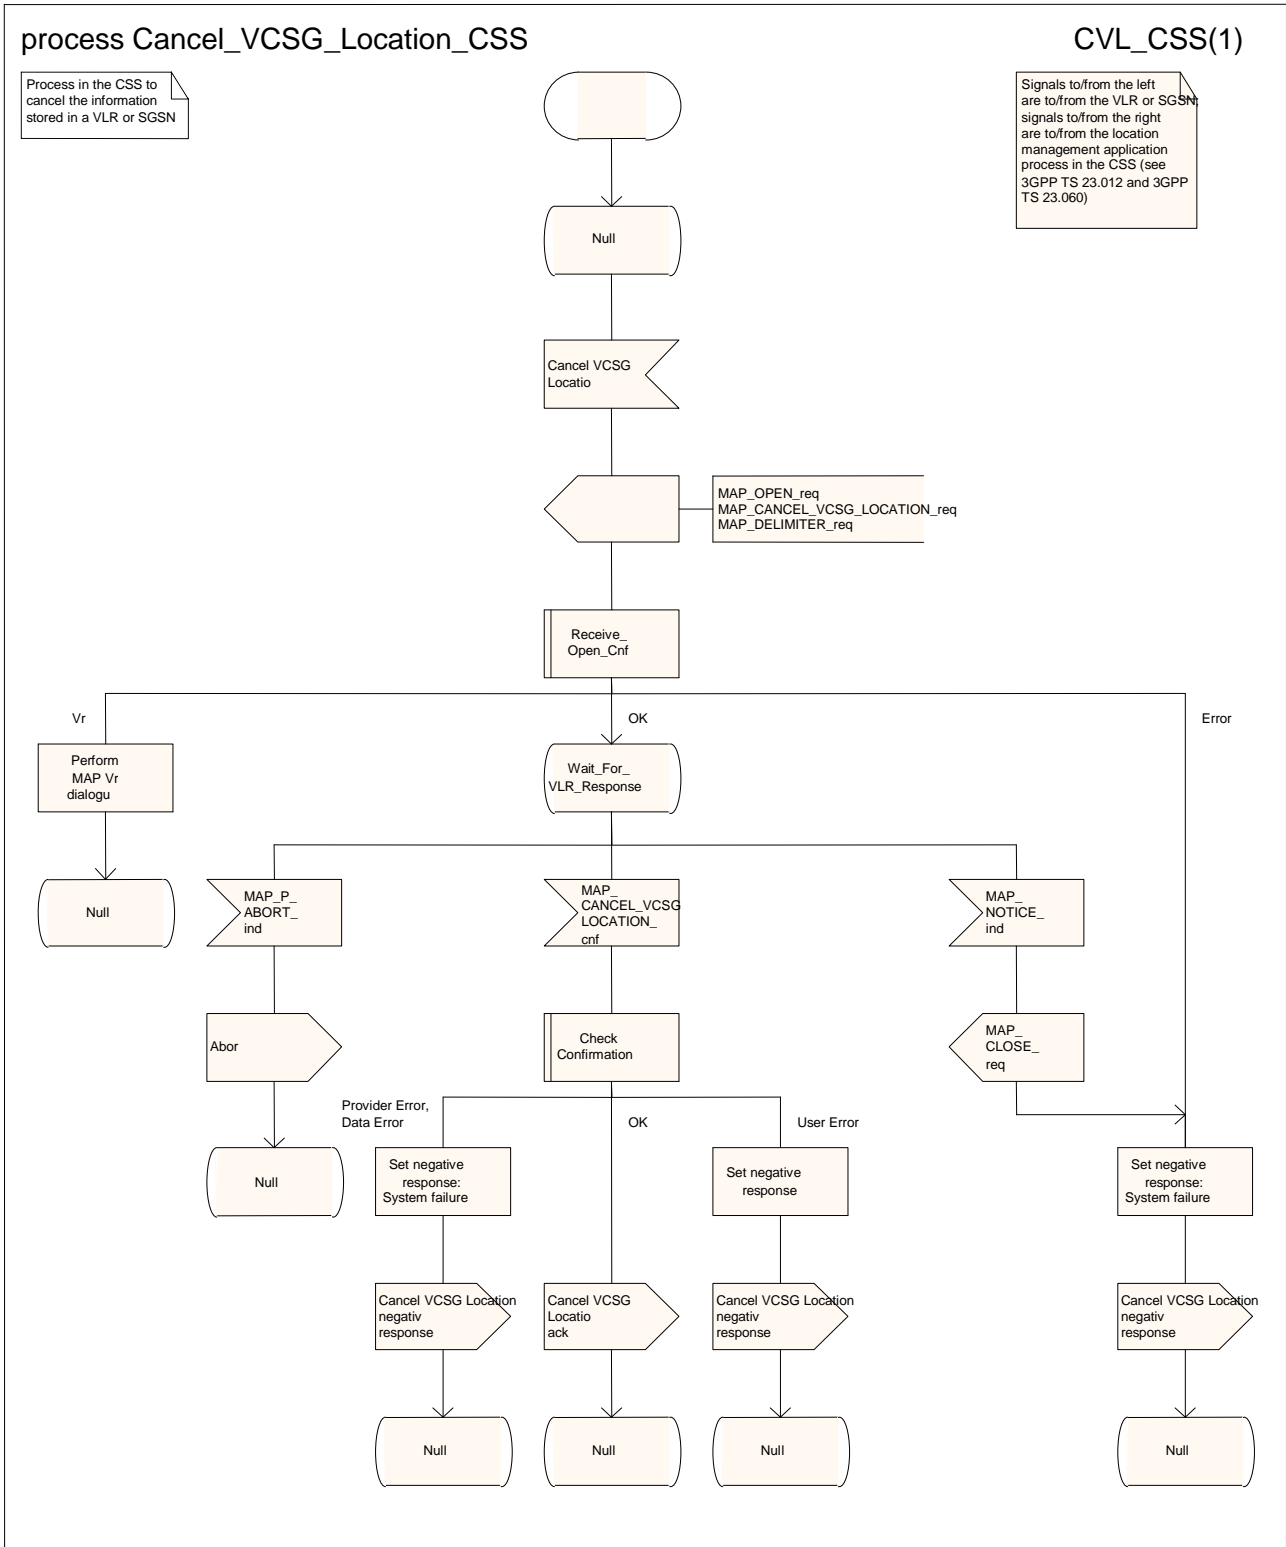 process Cancel_VCSG_Location_CSS
CVL_CSS(1)
Process in the CSS to
cancel the information
stored in a VLR or SGSN
Signals to/from the left
are to/from the VLR or SGSN;
signals to/from the right
are to/from the location
management application
process in the CSS (see
3GPP TS 23.012 and 3GPP
TS 23.060)
Null
Cancel VCSG
Locatio
MAP_OPEN_req
MAP_CANCEL_VCSG_LOCATION_req
MAP_DELIMITER_req
Receive_
Open_Cnf
Vr
OK
Error
Perform
MAP Vr
dialogu
Wait_For_
VLR_Response
Null
MAP_P_
ABORT_
ind
MAP_
CANCEL_VCSG
LOCATION_
cnf
MAP_
NOTICE_
ind
Abor
Check
Confirmation
MAP_
CLOSE_
req
Provider Error,
Data Error
OK
User Error
Null
Set negative
response:
System failure
Set negative
response
Set negative
response:
System failure
Cancel VCSG Location
negativ
response
Cancel VCSG
Locatio
ack
Cancel VCSG Location
negativ
response
Cancel VCSG Location
negativ
response
Null
Null
Null
Null